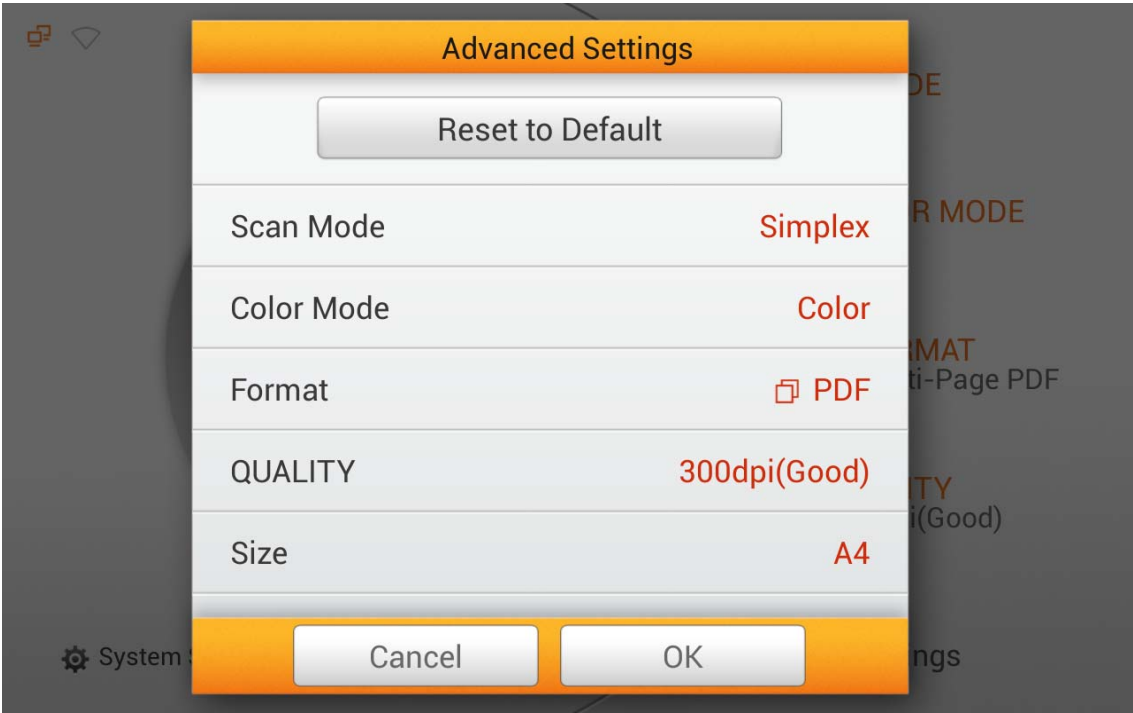 Advanced Settings
Reset to Default
DE
Scan Mode Simplex
R MODE
Color Mode Color
MAT
Format PDF
ti-Page PDF
QUALITY 300dpi(Good)
ITY
i(Good)
Size A4
System
Cancel OK
ngs